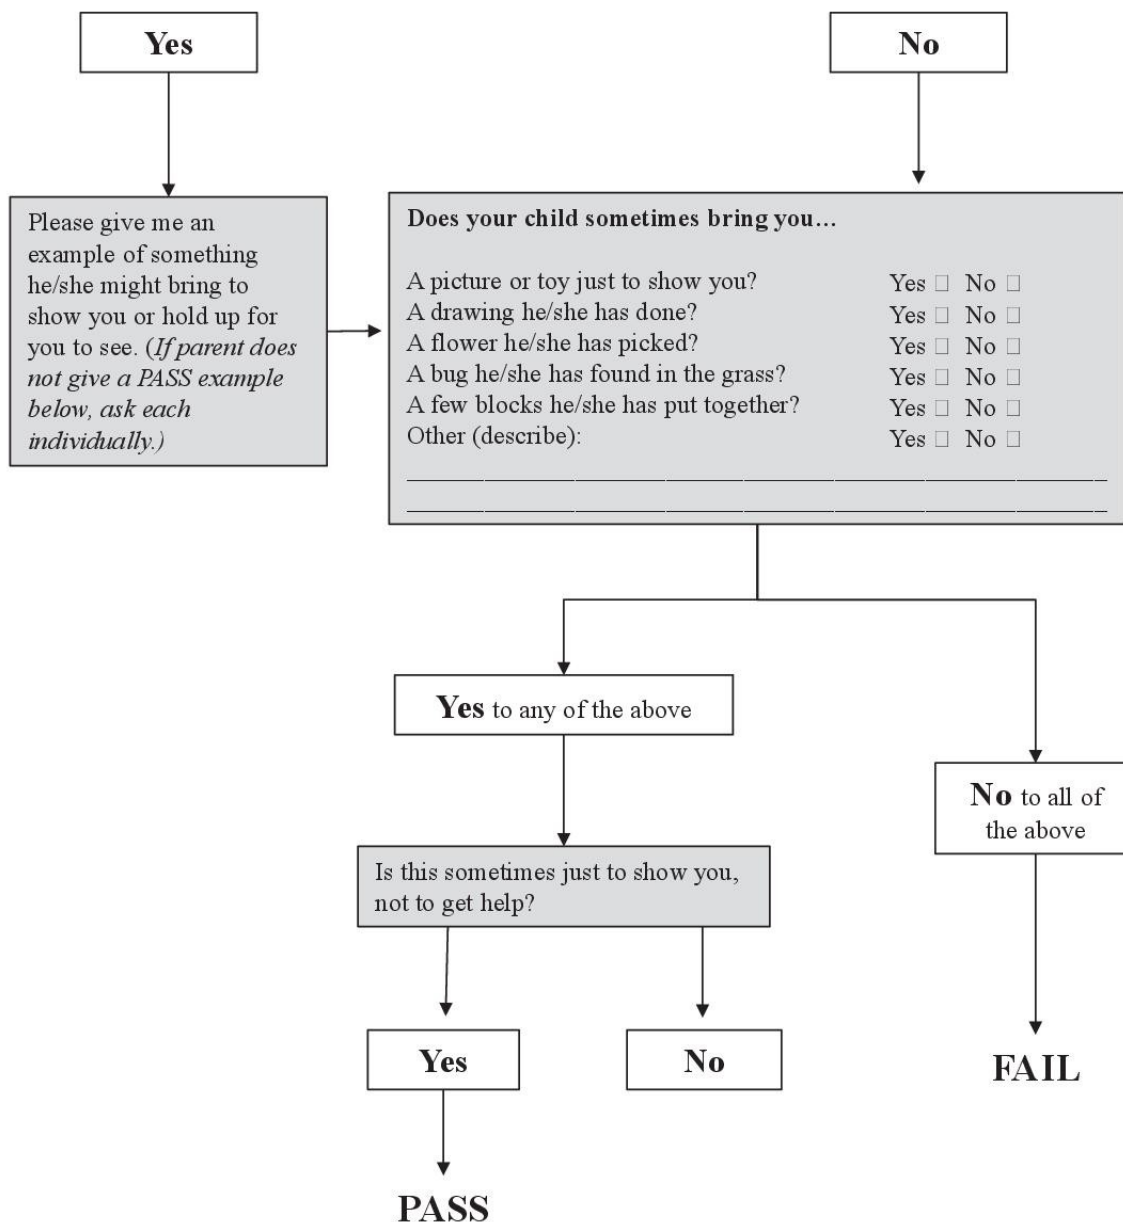 Yes
No
Please give me an
example of something
he/she might bring to
show you or hold up for
you to see. (If parent does
not give a PASS example
below, ask each
individually.)
Does your child sometimes bring you…
A picture or toy just to show you? Yes □ No □
A drawing he/she has done? Yes □ No □
A flower he/she has picked? Yes □ No □
A bug he/she has found in the grass? Yes □ No □
A few blocks he/she has put together? Yes □ No □
Other (describe): Yes □ No □
Yes to any of the above
No to all of
the above
Is this sometimes just to show you,
not to get help?
Yes
No
FAIL
PASS